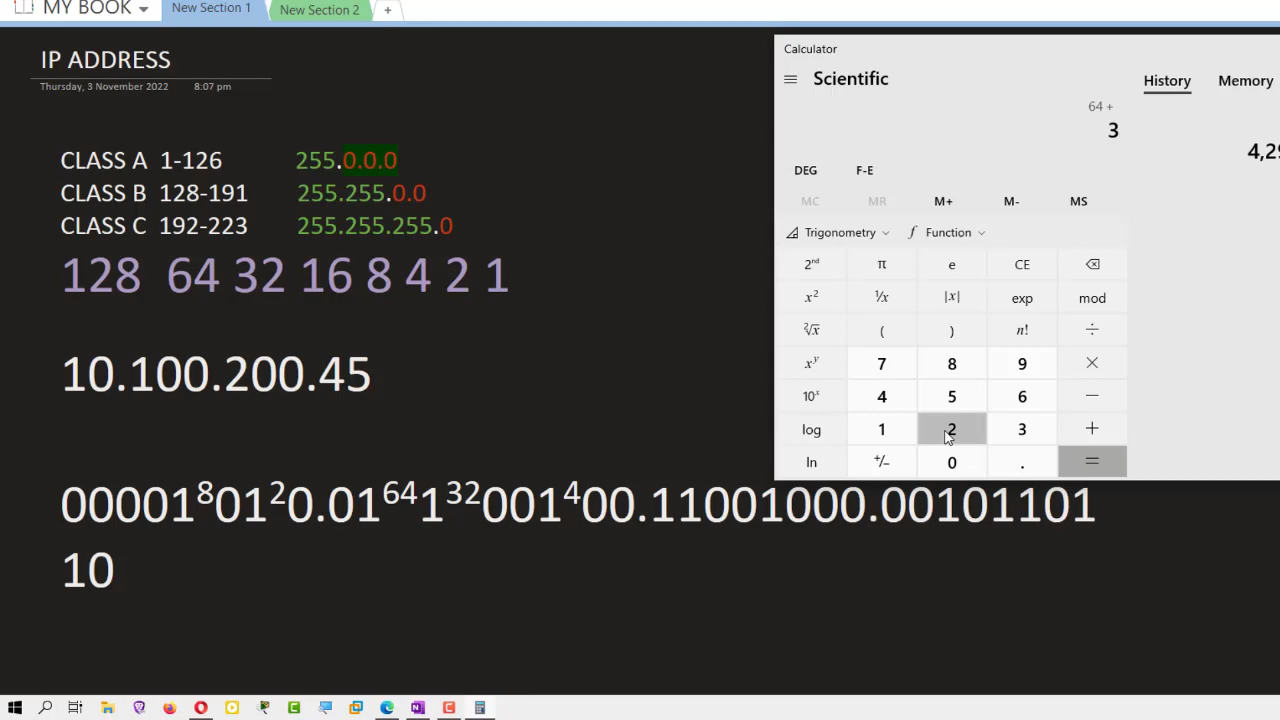 MY BOOK New Section 1 New Section 2 +
IP ADDRESS
Thursday, 3 November 2022 8:07 pm
CLASS A 1-126 255.0.0.0
CLASS B 128-191 255.255.0.0
CLASS C 192-223 255.255.255.0
128 64 32 16 8 4 2 1
10.100.200.45
00001⁸01²0.01⁶⁴1³²001⁴00.11001000.00101101
10
Calculator
Scientific
History Memory
64 +
3
4,29
DEG F-E
MC MR M+ M- MS
Trigonometry f Function
2ⁿᵈ π e CE ⌫
x² ¹/x |x| exp mod
²√x ( ) n! ÷
xʸ 7 8 9 ×
10ˣ 4 5 6 −
log 1 2 3 +
ln +/− 0 . =